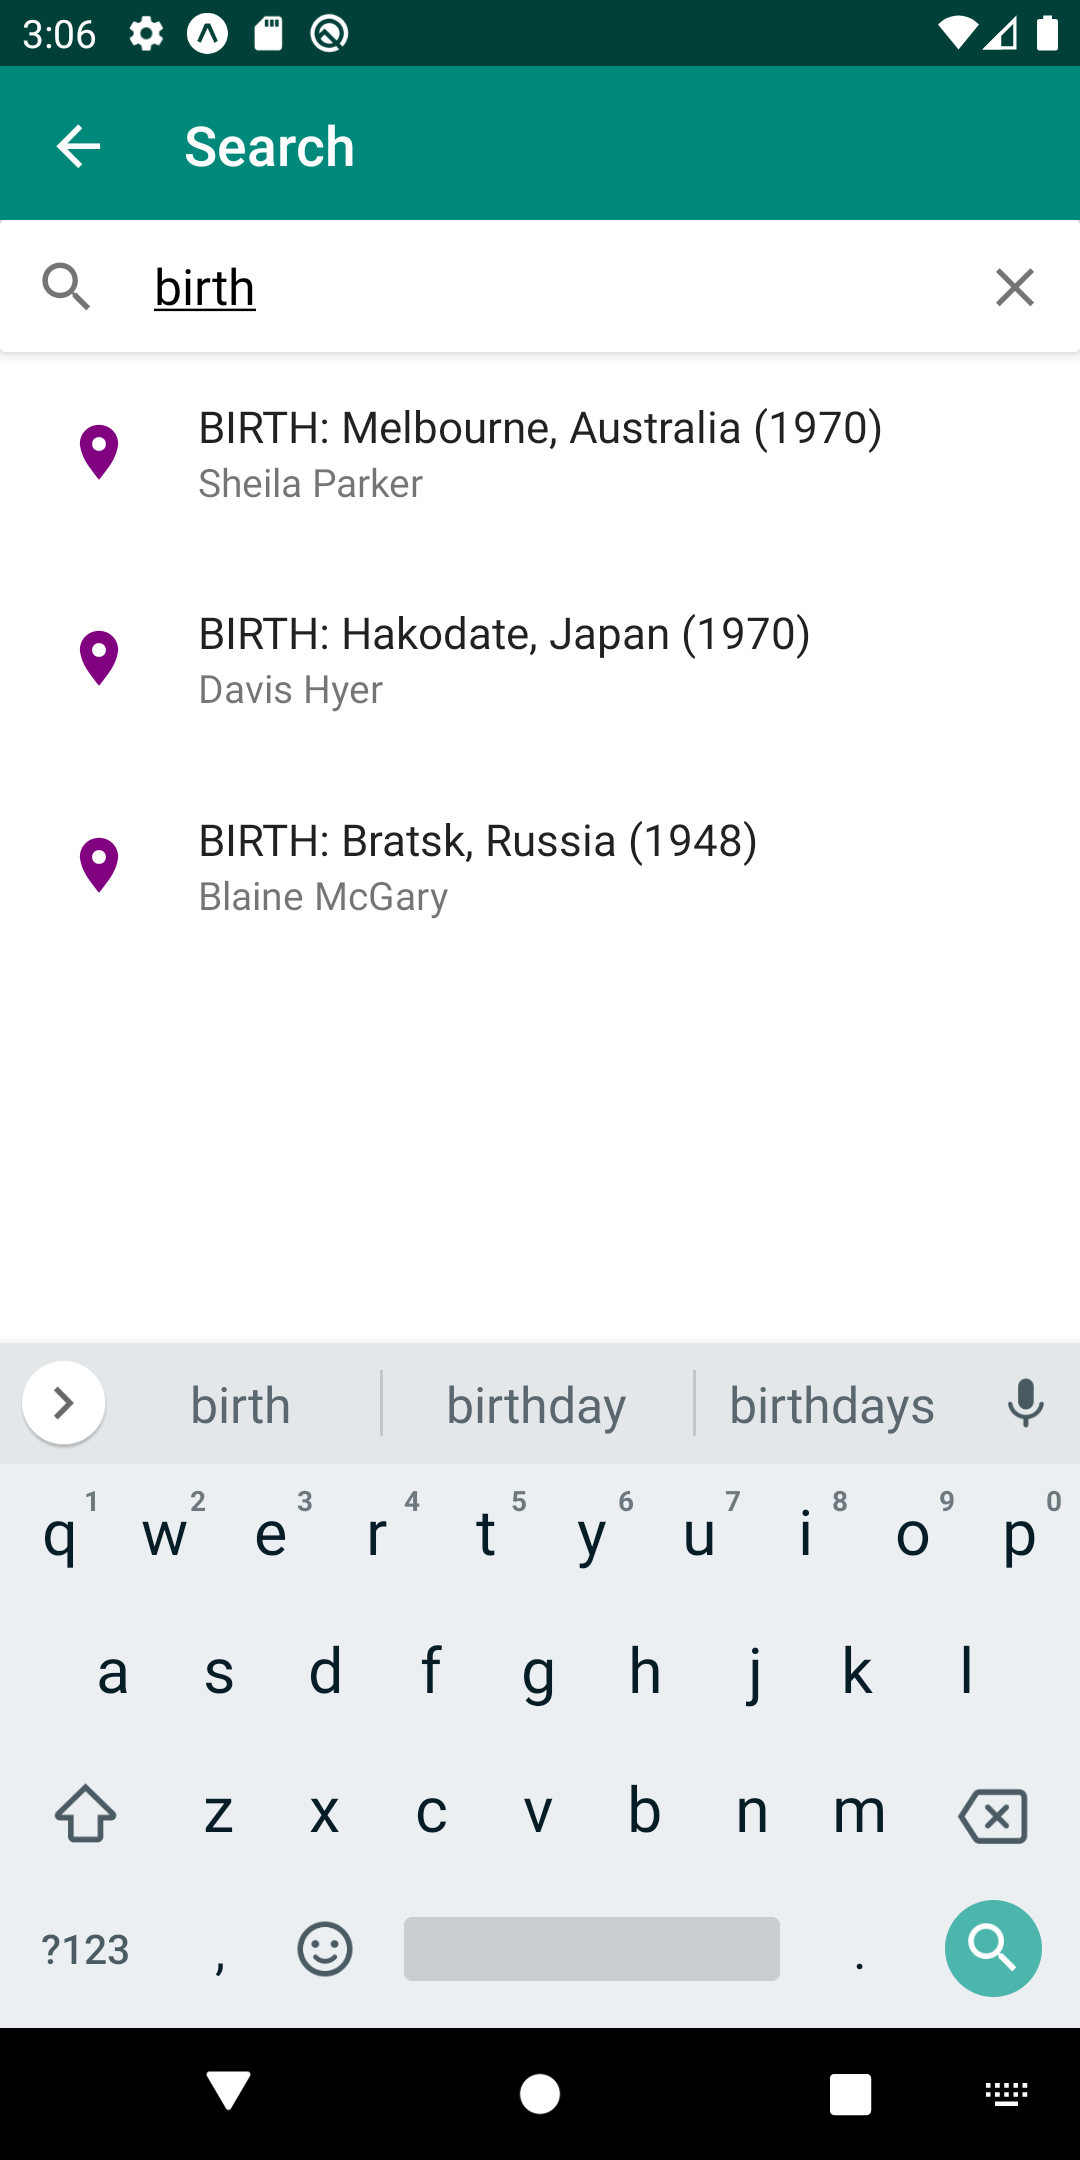 3:06
Search
birth
BIRTH: Melbourne, Australia (1970)
Sheila Parker
BIRTH: Hakodate, Japan (1970)
Davis Hyer
BIRTH: Bratsk, Russia (1948)
Blaine McGary
birth birthday birthdays
1 2 3 4 5 6 7 8 9 0
q w e r t y u i o p
a s d f g h j k l
z x c v b n m
?123 , .